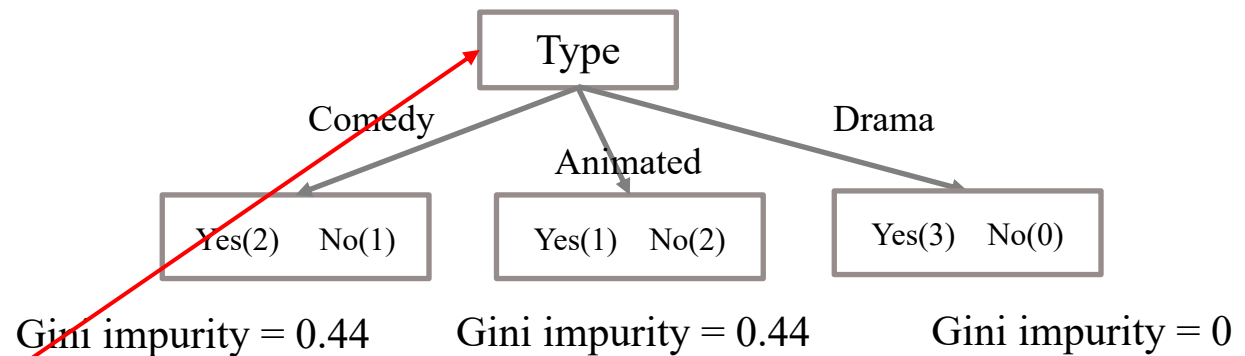 Type
Comedy
Drama
Animated
Yes(2) No(1)
Yes(1) No(2)
Yes(3) No(0)
Gini impurity = 0.44
Gini impurity = 0.44
Gini impurity = 0